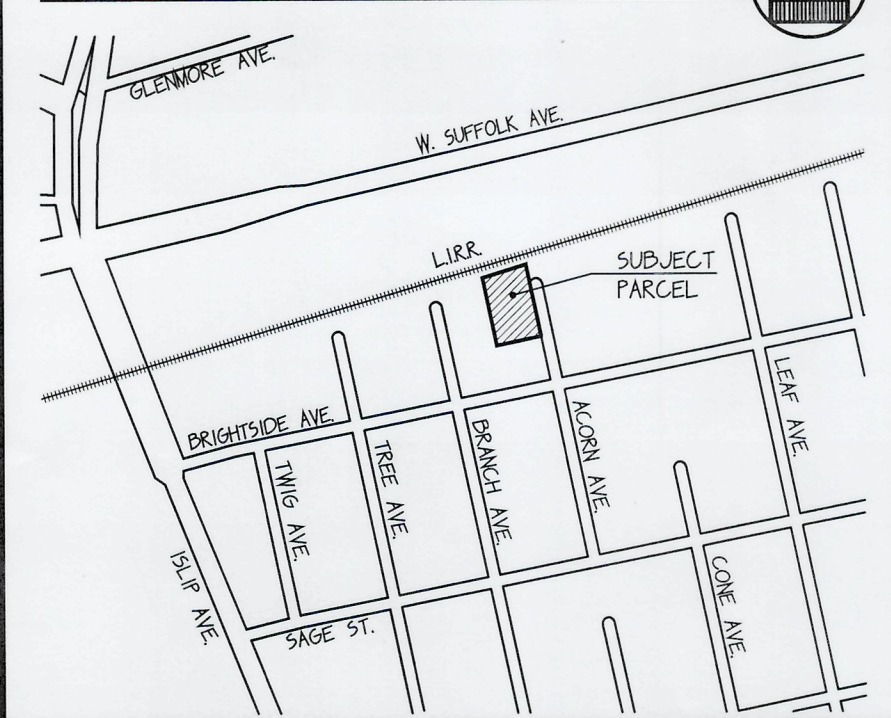 GLENMORE AVE.
W. SUFFOLK AVE.
L.I.R.R.
SUBJECT
PARCEL
BRIGHTSIDE AVE.
TWIG AVE.
TREE AVE.
BRANCH AVE.
ACORN AVE.
LEAF AVE.
ISLIP AVE.
SAGE ST.
CONE AVE.